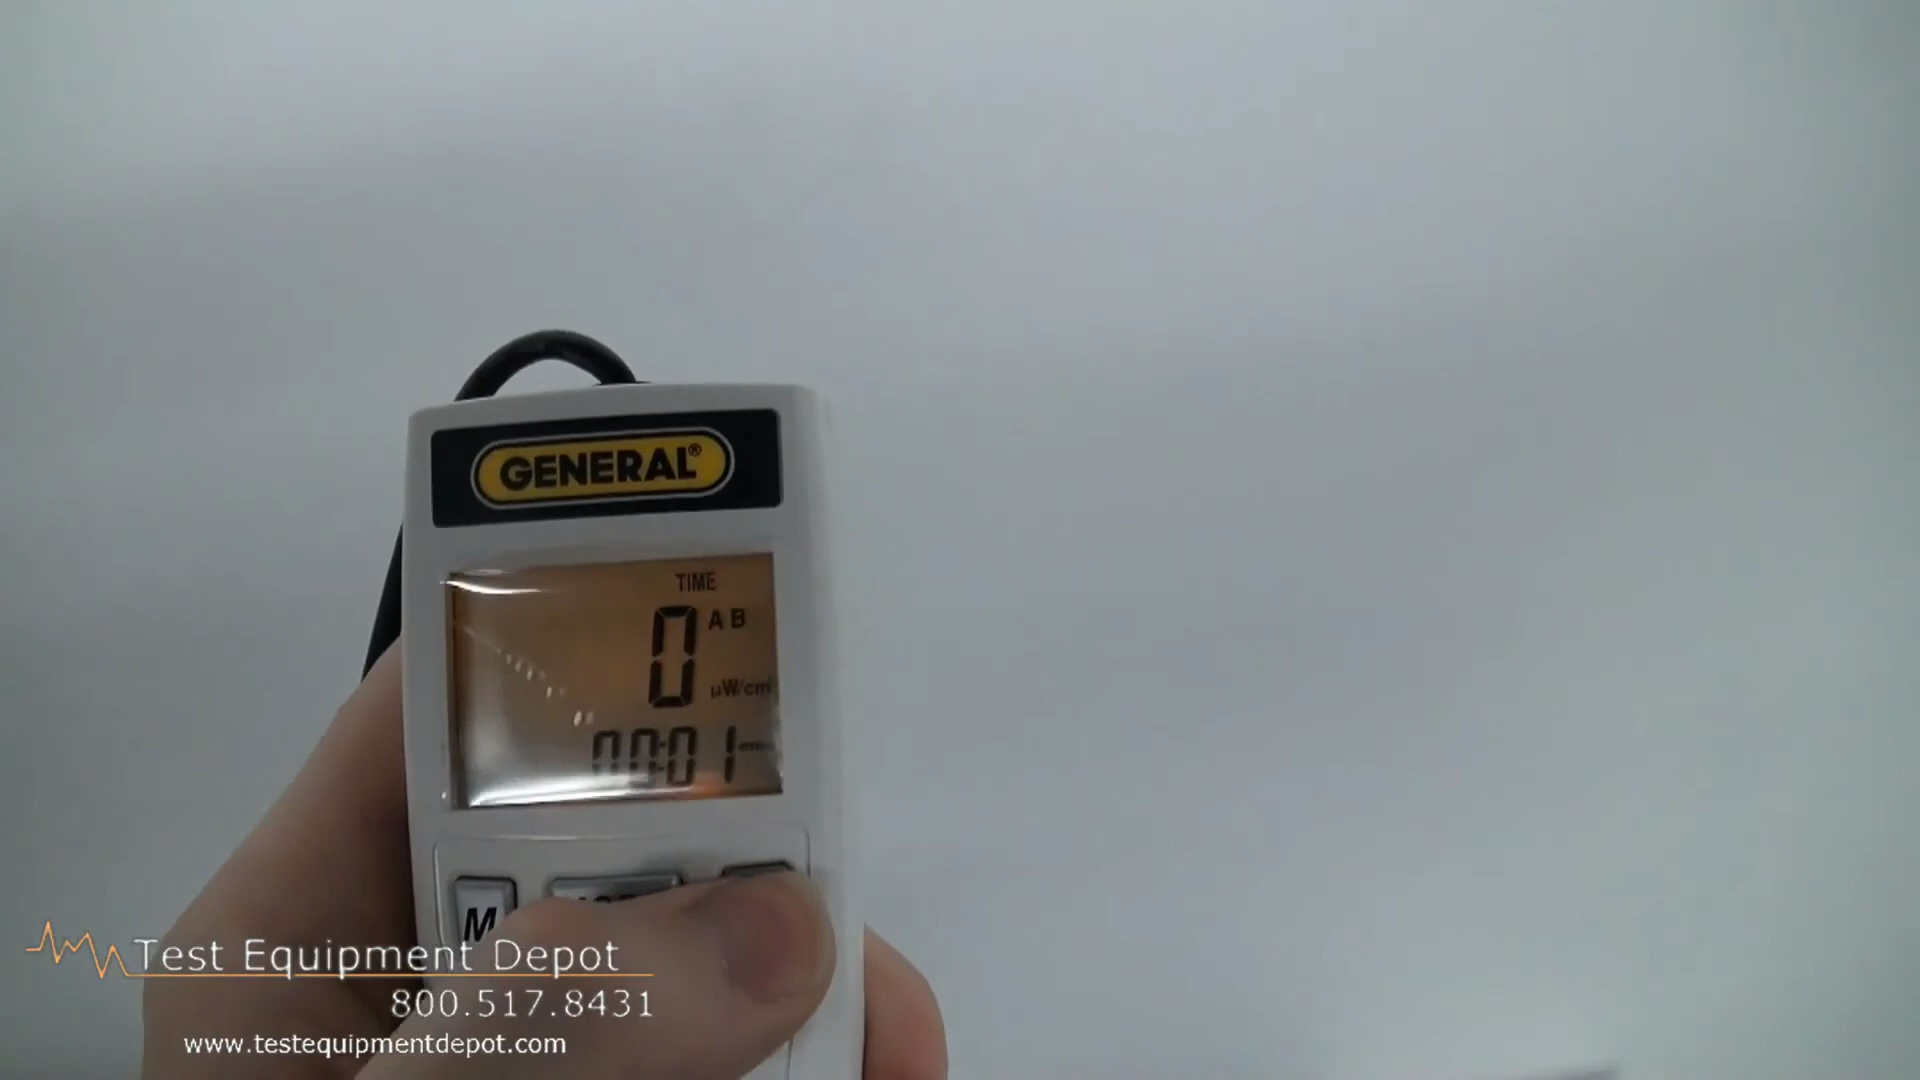 GENERAL®
TIME
0 A B
µW/cm
00:01
M
Test Equipment Depot
800.517.8431
www.testequipmentdepot.com